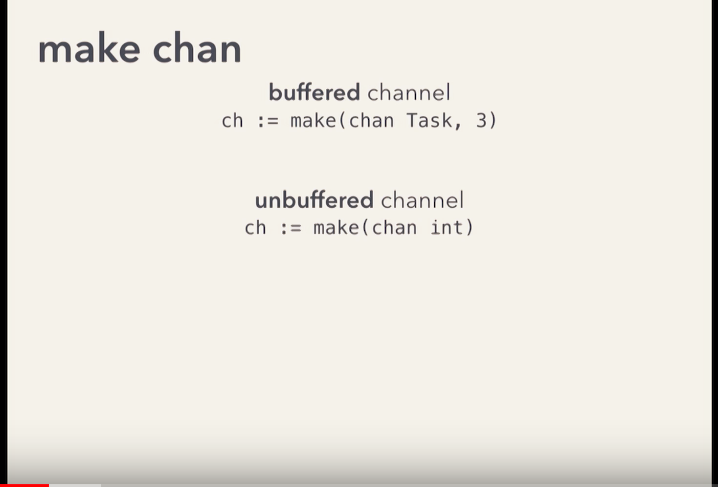 make chan
buffered channel
ch := make(chan Task, 3)
unbuffered channel
ch := make(chan int)